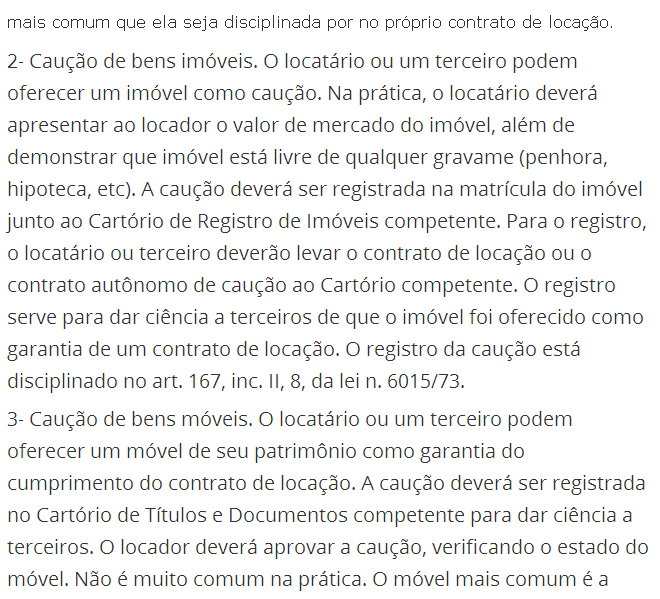 mais comum que ela seja disciplinada por no próprio contrato de locação.
2- Caução de bens imóveis. O locatário ou um terceiro podem
oferecer um imóvel como caução. Na prática, o locatário deverá
apresentar ao locador o valor de mercado do imóvel, além de
demonstrar que imóvel está livre de qualquer gravame (penhora,
hipoteca, etc). A caução deverá ser registrada na matrícula do imóvel
junto ao Cartório de Registro de Imóveis competente. Para o registro,
o locatário ou terceiro deverão levar o contrato de locação ou o
contrato autônomo de caução ao Cartório competente. O registro
serve para dar ciência a terceiros de que o imóvel foi oferecido como
garantia de um contrato de locação. O registro da caução está
disciplinado no art. 167, inc. II, 8, da lei n. 6015/73.
3- Caução de bens móveis. O locatário ou um terceiro podem
oferecer um móvel de seu patrimônio como garantia do
cumprimento do contrato de locação. A caução deverá ser registrada
no Cartório de Títulos e Documentos competente para dar ciência a
terceiros. O locador deverá aprovar a caução, verificando o estado do
móvel. Não é muito comum na prática. O móvel mais comum é a